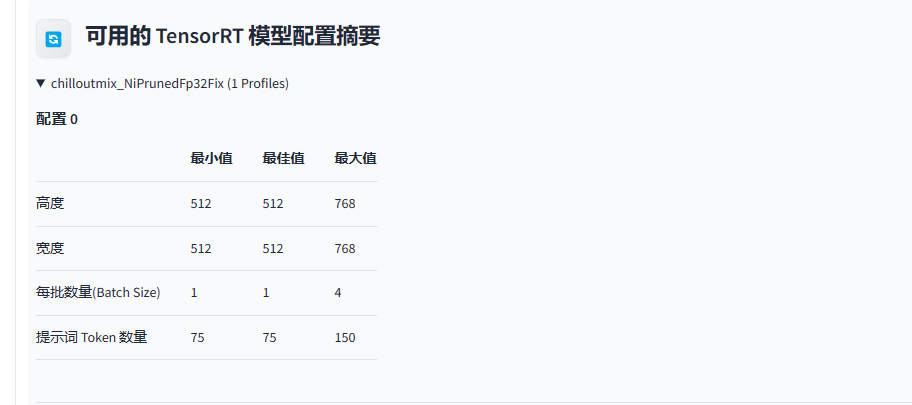 可用的 TensorRT 模型配置摘要
▼ chilloutmix_NiPrunedFp32Fix (1 Profiles)
配置 0
最小值 最佳值 最大值
高度 512 512 768
宽度 512 512 768
每批数量(Batch Size) 1 1 4
提示词 Token 数量 75 75 150